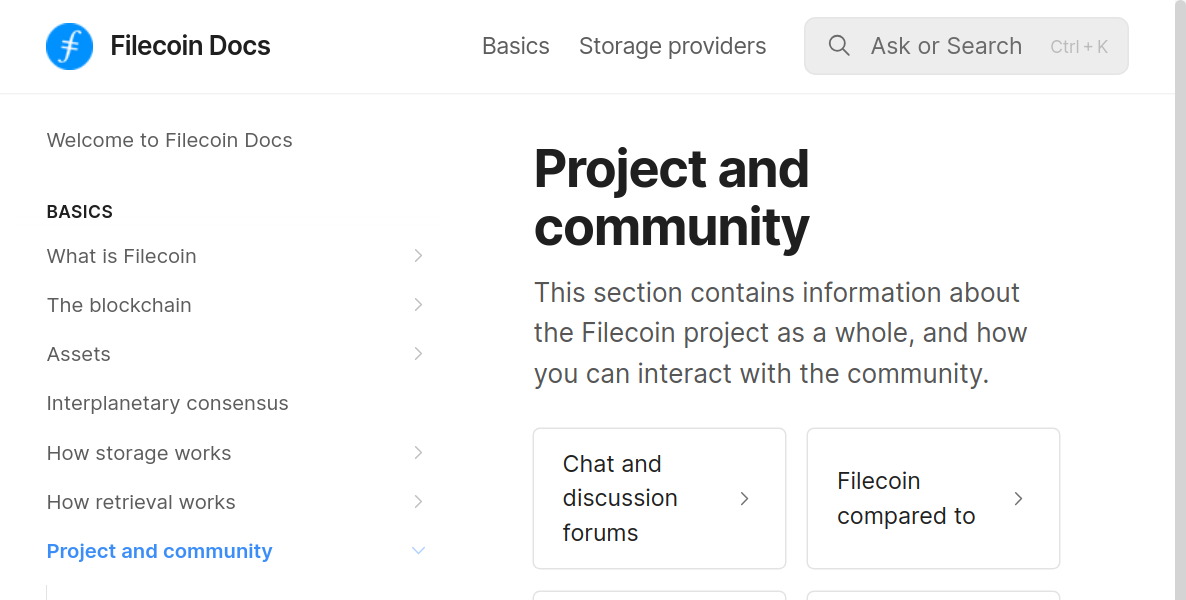 Filecoin Docs
Basics
Storage providers
Ask or Search
Ctrl + K
Welcome to Filecoin Docs
BASICS
What is Filecoin
The blockchain
Assets
Interplanetary consensus
How storage works
How retrieval works
Project and community
Project and
community
This section contains information about
the Filecoin project as a whole, and how
you can interact with the community.
Chat and
discussion
forums
Filecoin
compared to